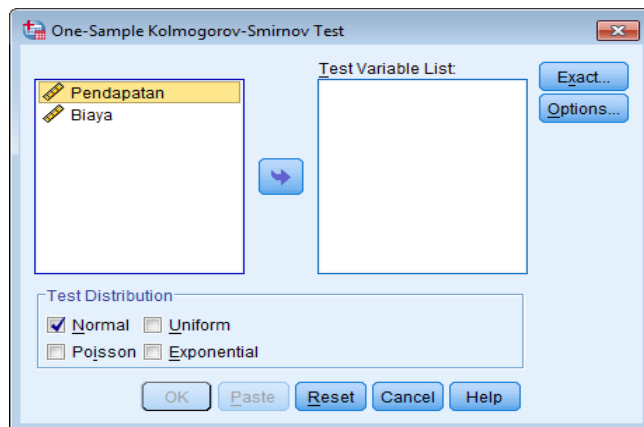 One-Sample Kolmogorov-Smirnov Test
Test Variable List:
Pendapatan
Biaya
Exact...
Options...
Test Distribution
Normal
Uniform
Poisson
Exponential
OK
Paste
Reset
Cancel
Help